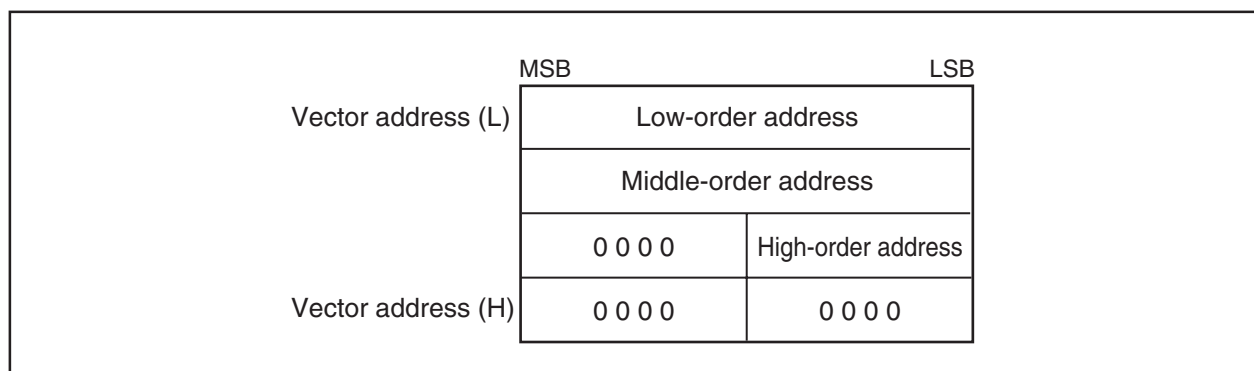 MSB LSB
Vector address (L) Low-order address
Middle-order address
0 0 0 0 High-order address
Vector address (H) 0 0 0 0 0 0 0 0